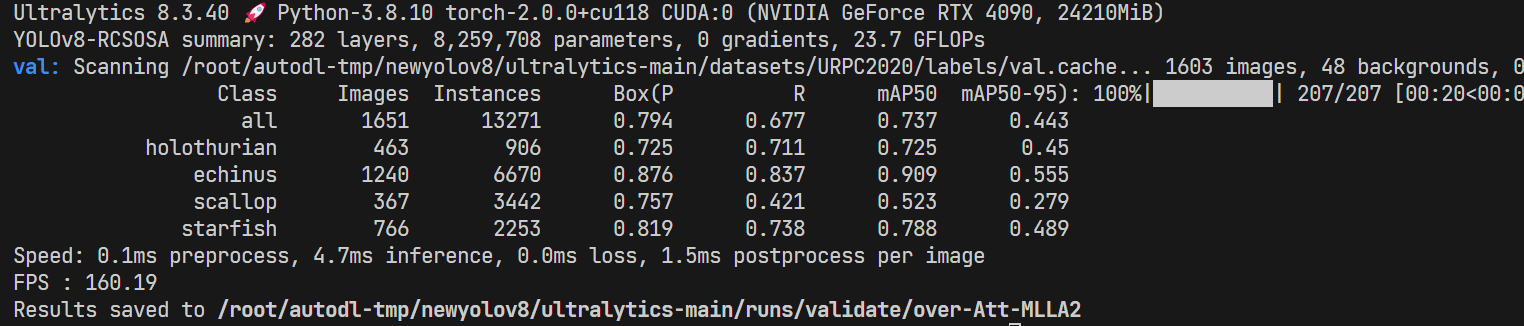 Ultralytics 8.3.40 🚀 Python-3.8.10 torch-2.0.0+cu118 CUDA:0 (NVIDIA GeForce RTX 4090, 24210MiB)
YOLOv8-RCSOSA summary: 282 layers, 8,259,708 parameters, 0 gradients, 23.7 GFLOPs
val: Scanning /root/autodl-tmp/newyolov8/ultralytics-main/datasets/URPC2020/labels/val.cache... 1603 images, 48 backgrounds, 0
Class Images Instances Box(P R mAP50 mAP50-95): 100%|██████████| 207/207 [00:20<00:0
all 1651 13271 0.794 0.677 0.737 0.443
holothurian 463 906 0.725 0.711 0.725 0.45
echinus 1240 6670 0.876 0.837 0.909 0.555
scallop 367 3442 0.757 0.421 0.523 0.279
starfish 766 2253 0.819 0.738 0.788 0.489
Speed: 0.1ms preprocess, 4.7ms inference, 0.0ms loss, 1.5ms postprocess per image
FPS : 160.19
Results saved to /root/autodl-tmp/newyolov8/ultralytics-main/runs/validate/over-Att-MLLA2